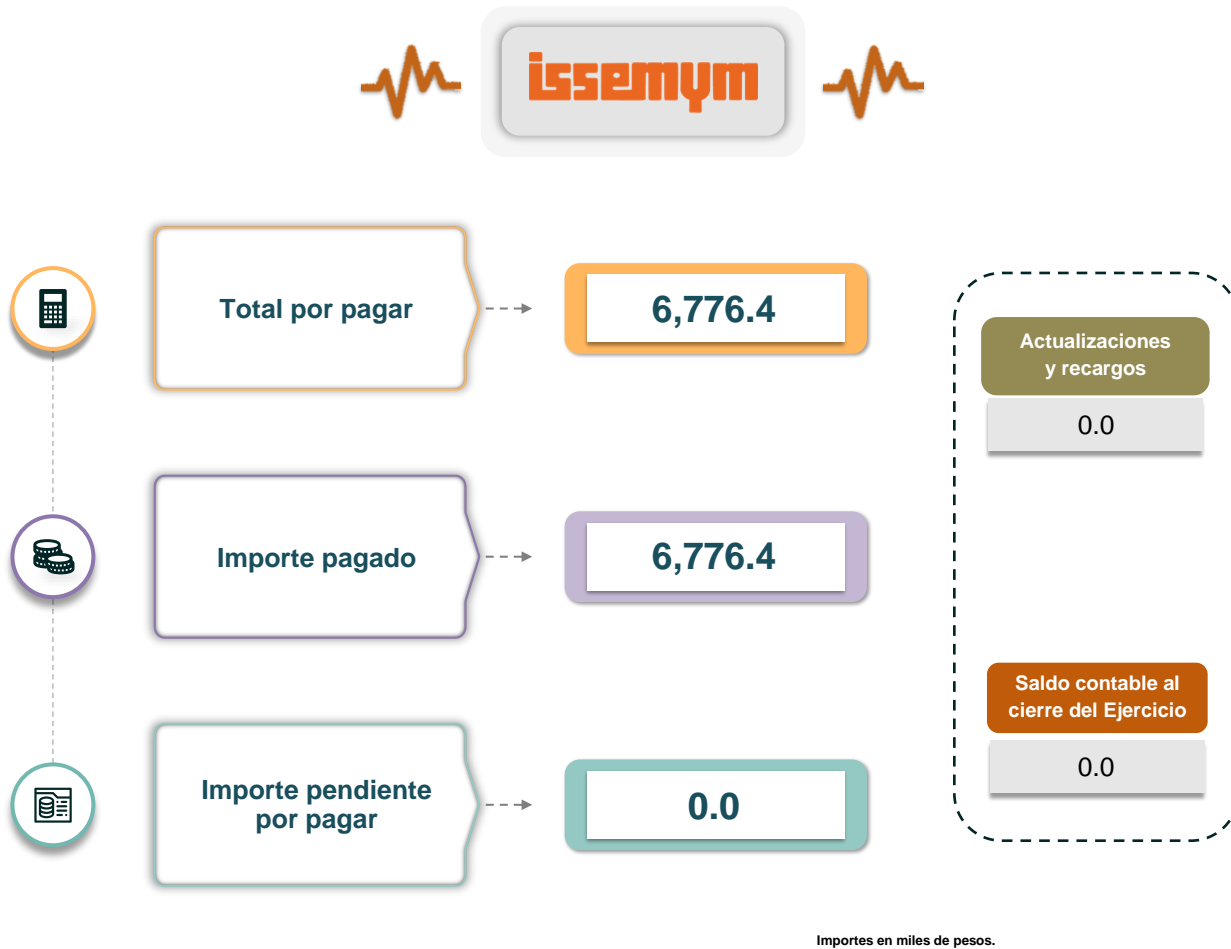 issemym
Total por pagar
6,776.4
Actualizaciones
y recargos
0.0
Importe pagado
6,776.4
Saldo contable al
cierre del Ejercicio
0.0
Importe pendiente
por pagar
0.0
Importes en miles de pesos.